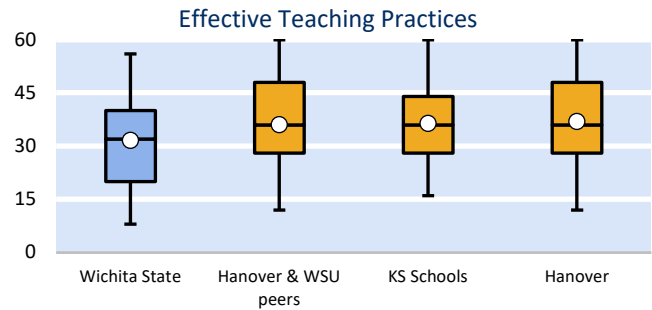 Effective Teaching Practices
60
45
30
15
0
Wichita State
Hanover & WSU
peers
KS Schools
Hanover